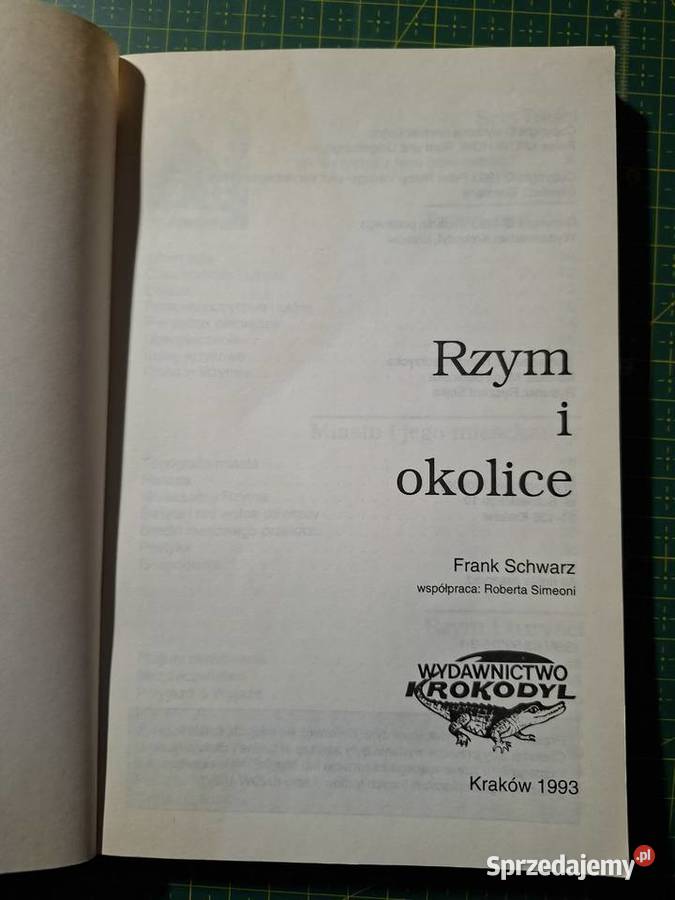 Rzym
i
okolice
Frank Schwarz
współpraca: Roberta Simeoni
WYDAWNICTWO
KROKODYL
Kraków 1993
Sprzedajemy.pl